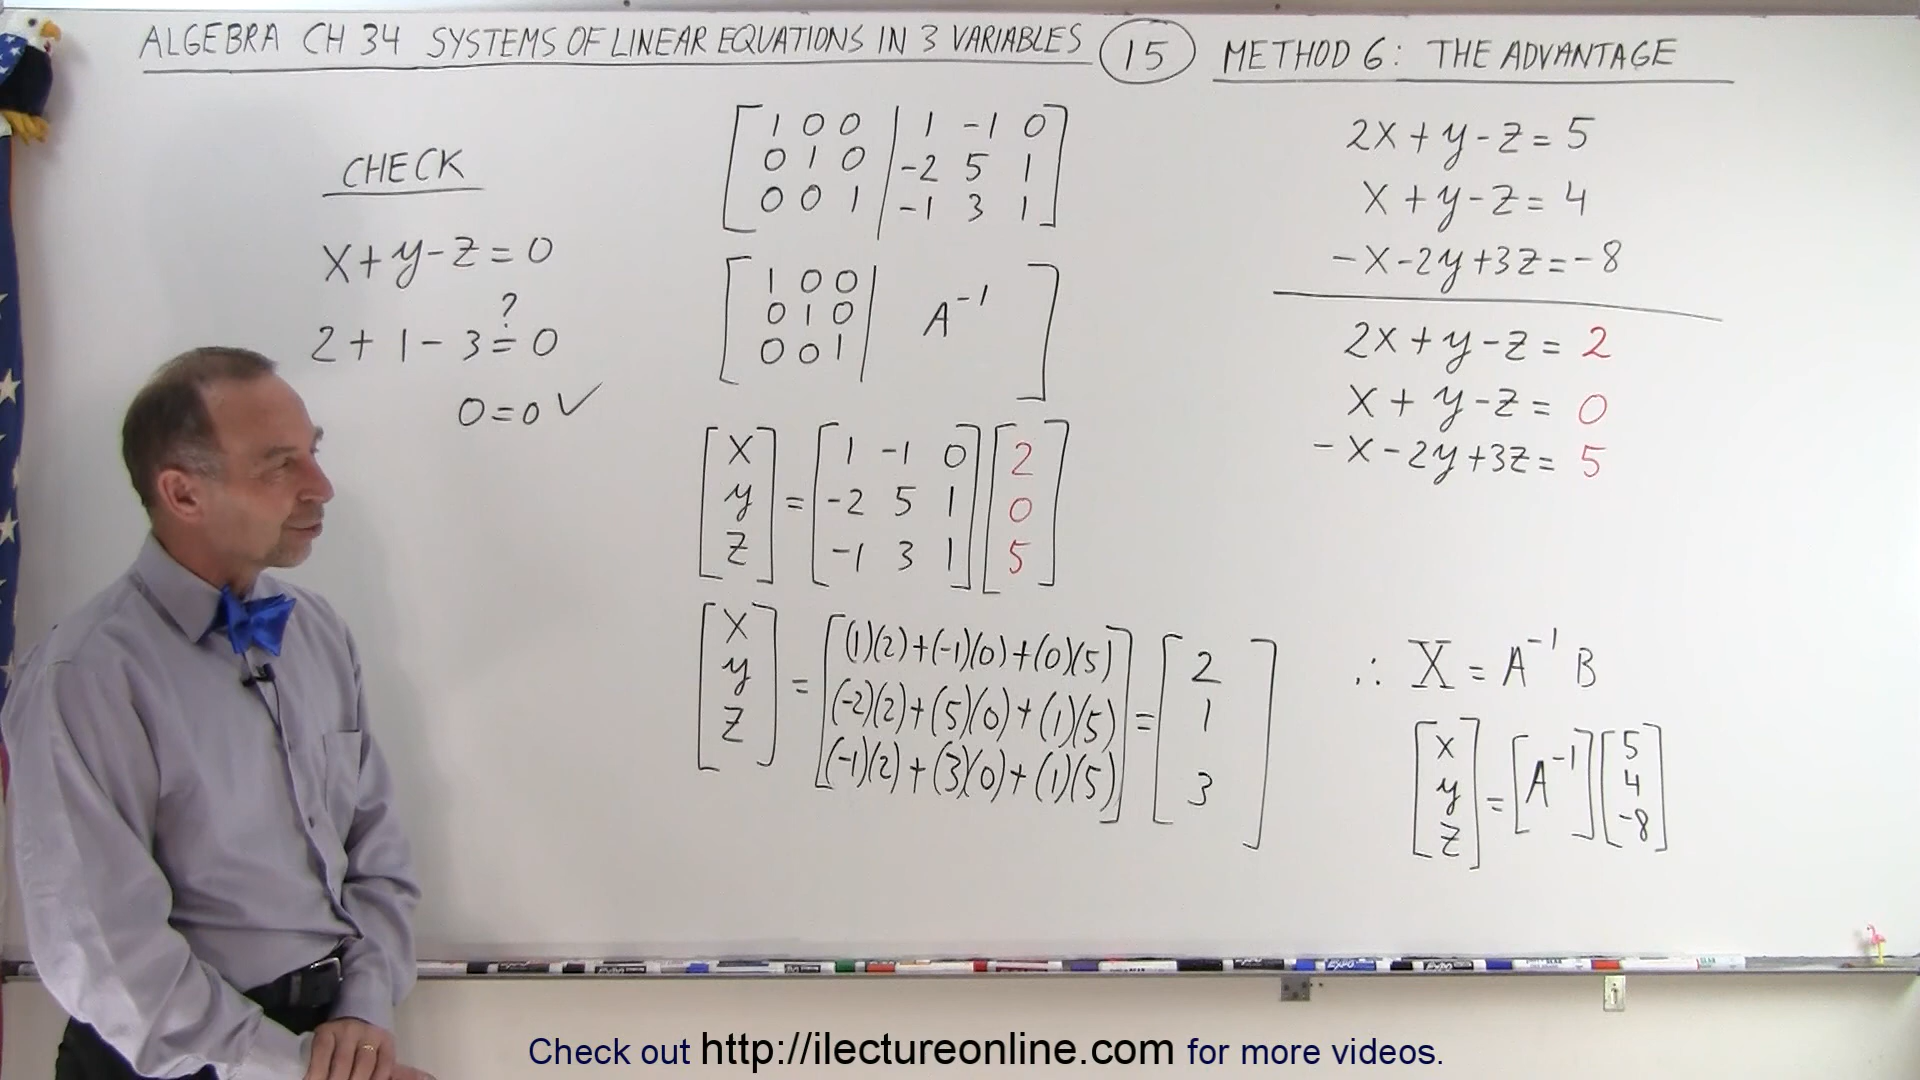 ALGEBRA CH 34 SYSTEMS OF LINEAR EQUATIONS IN 3 VARIABLES 15 METHOD 6: THE ADVANTAGE
CHECK
x+y-z=0
2+1-3≟0
0=0✓
[1 0 0 | 1 -1 0]
[0 1 0 | -2 5 1]
[0 0 1 | -1 3 1]
[1 0 0 |
[0 1 0 | A⁻¹]
[0 0 1 |
[x] [1 -1 0] [2]
[y] = [-2 5 1] [0]
[z] [-1 3 1] [5]
[x] [(1)(2)+(-1)(0)+(0)(5)] [2]
[y] = [(-2)(2)+(5)(0)+(1)(5)] = [1]
[z] [(-1)(2)+(3)(0)+(1)(5)] [3]
2x+y-z=5
x+y-z=4
-x-2y+3z=-8
2x+y-z=2
x+y-z=0
-x-2y+3z=5
∴ X=A⁻¹B
[x] [5]
[y] = [A⁻¹] [4]
[z] [-8]
Check out http://ilectureonline.com for more videos.